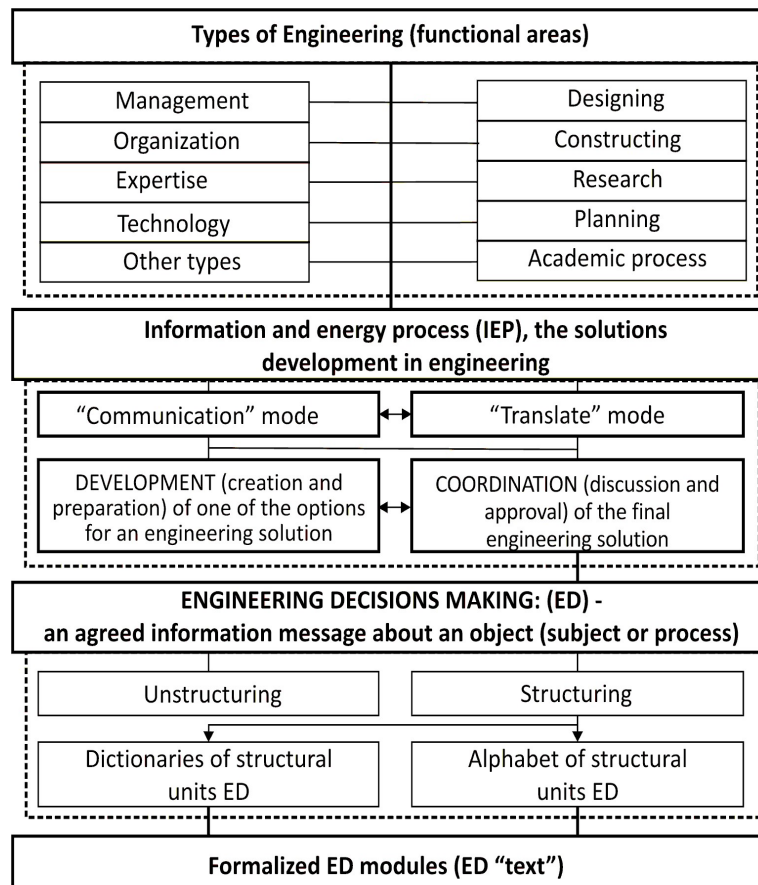 Types of Engineering (functional areas)
Management
Designing
Organization
Constructing
Expertise
Research
Technology
Planning
Other types
Academic process
Information and energy process (IEP), the solutions
development in engineering
“Communication” mode
“Translate” mode
DEVELOPMENT (creation and
preparation) of one of the options
for an engineering solution
COORDINATION (discussion and
approval) of the final
engineering solution
ENGINEERING DECISIONS MAKING: (ED) -
an agreed information message about an object (subject or process)
Unstructuring
Structuring
Dictionaries of structural
units ED
Alphabet of structural
units ED
Formalized ED modules (ED “text”)